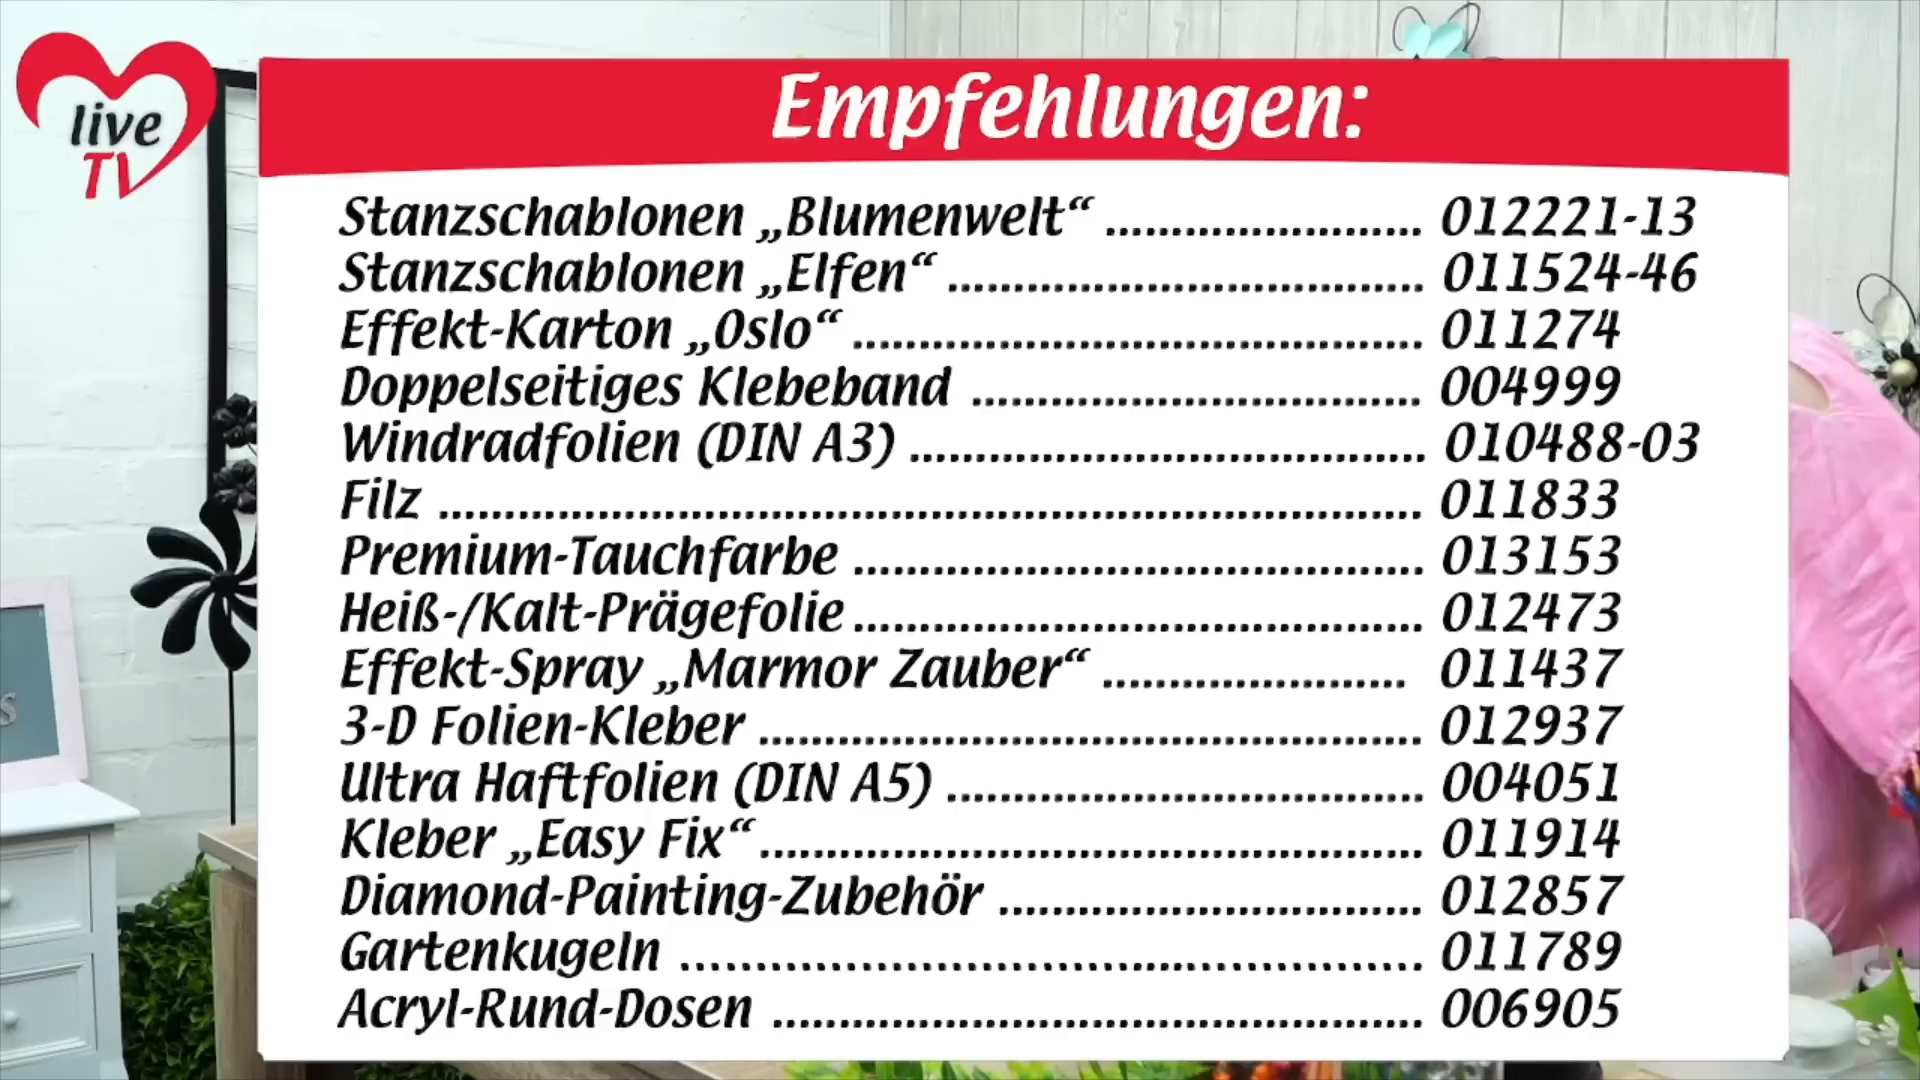 live
TV
Empfehlungen:
Stanzschablonen „Blumenwelt“ ........................ 012221-13
Stanzschablonen „Elfen“ .................................... 011524-46
Effekt-Karton „Oslo“ ........................................... 011274
Doppelseitiges Klebeband .................................. 004999
Windradfolien (DIN A3) ....................................... 010488-03
Filz .......................................................................... 011833
Premium-Tauchfarbe ........................................... 013153
Heiß-/Kalt-Prägefolie ........................................... 012473
Effekt-Spray „Marmor Zauber“ ....................... 011437
3-D Folien-Kleber .................................................. 012937
Ultra Haftfolien (DIN A5) .................................... 004051
Kleber „Easy Fix“ .................................................. 011914
Diamond-Painting-Zubehör ................................ 012857
Gartenkugeln ........................................................ 011789
Acryl-Rund-Dosen ................................................. 006905